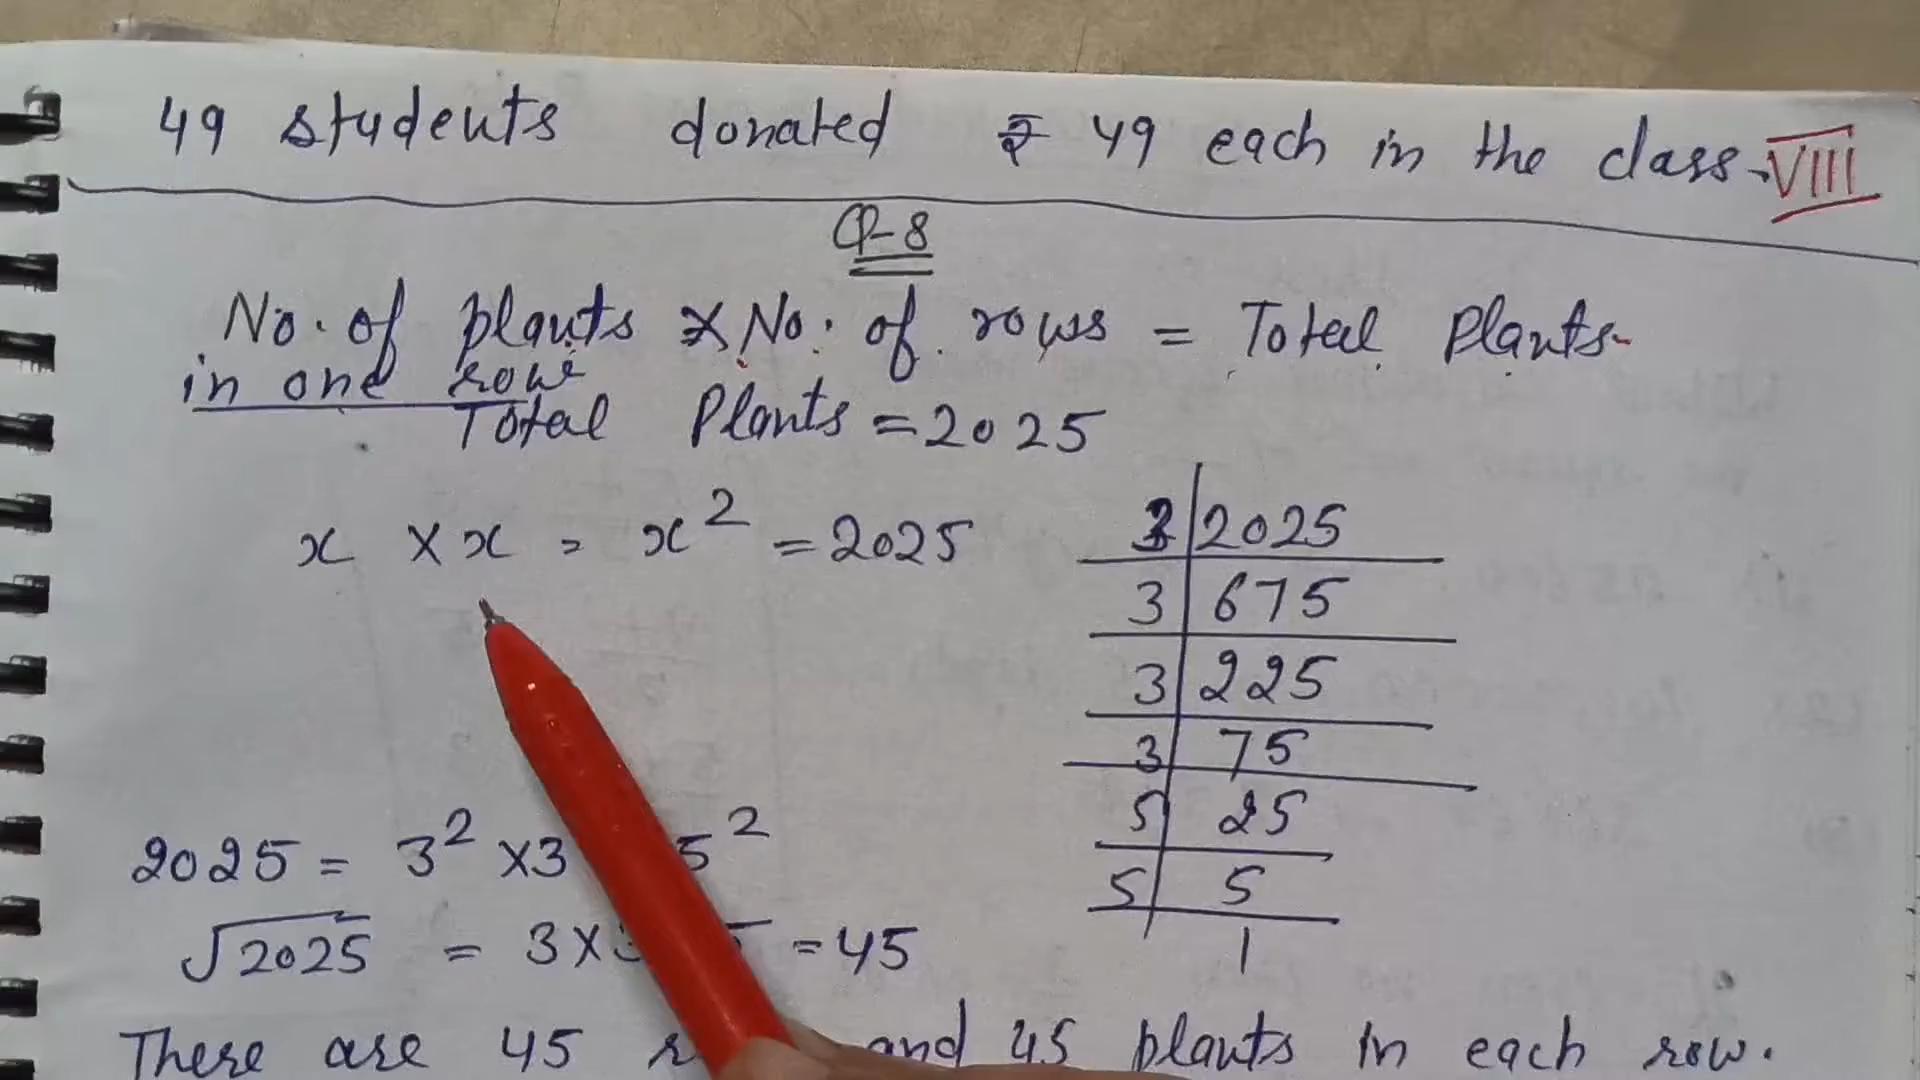 49 students donated ₹ 49 each in the class VIII
Q-8
No. of plants × No. of rows = Total Plants
in one row
Total Plants = 2025
x × x = x² = 2025
3 | 2025
3 | 675
3 | 225
3 | 75
5 | 25
5 | 5
1
2025 = 3² × 3 5²
√2025 = 3 × = 45
There are 45 and 45 plants in each row.